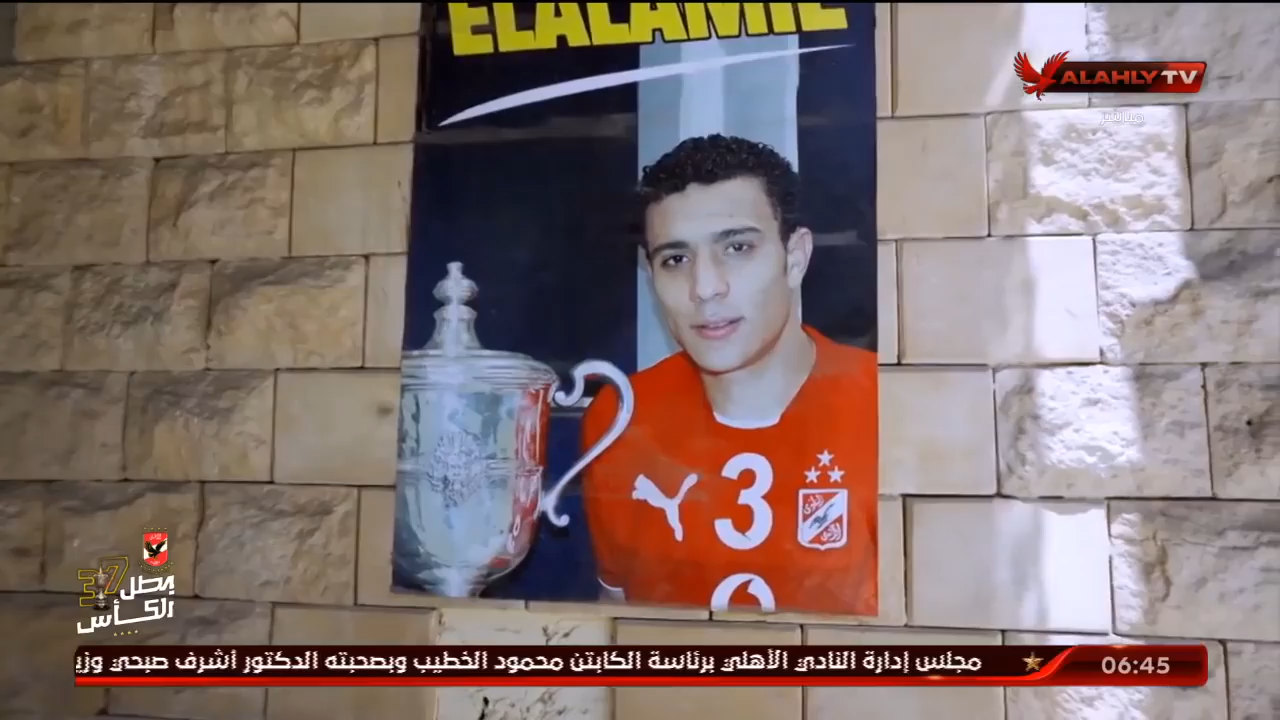 ELALAMIE
ALAHLY TV
مباشر
3
37
بطل
الكأس
مجلس إدارة النادي الأهلي برئاسة الكابتن محمود الخطيب وبصحبته الدكتور أشرف صبحي وزي
06:45